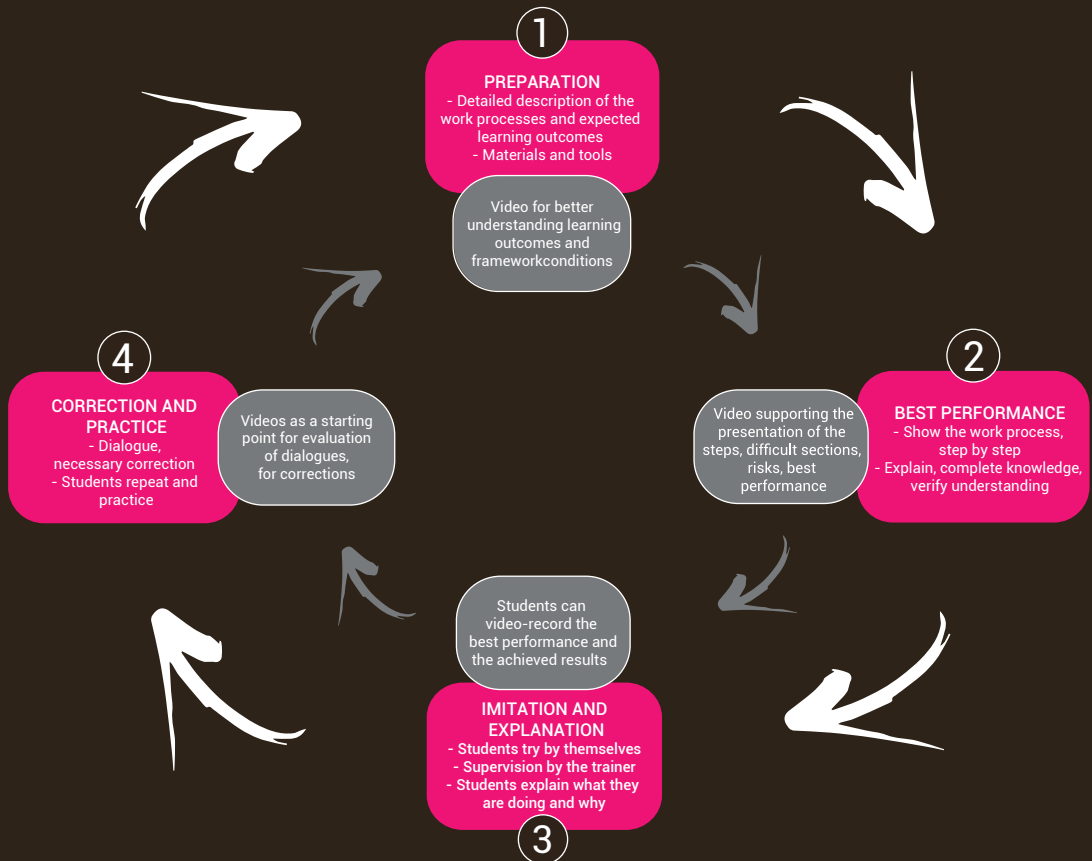 1
PREPARATION
- Detailed description of the
work processes and expected
learning outcomes
- Materials and tools
Video for better
understanding learning
outcomes and
frameworkconditions
2
BEST PERFORMANCE
- Show the work process,
step by step
- Explain, complete knowledge,
verify understanding
Video supporting the
presentation of the
steps, difficult sections,
risks, best
performance
Students can
video-record the
best performance and
the achieved results
IMITATION AND
EXPLANATION
- Students try by themselves
- Supervision by the trainer
- Students explain what they
are doing and why
3
4
CORRECTION AND
PRACTICE
- Dialogue,
necessary correction
- Students repeat and
practice
Videos as a starting
point for evaluation
of dialogues,
for corrections